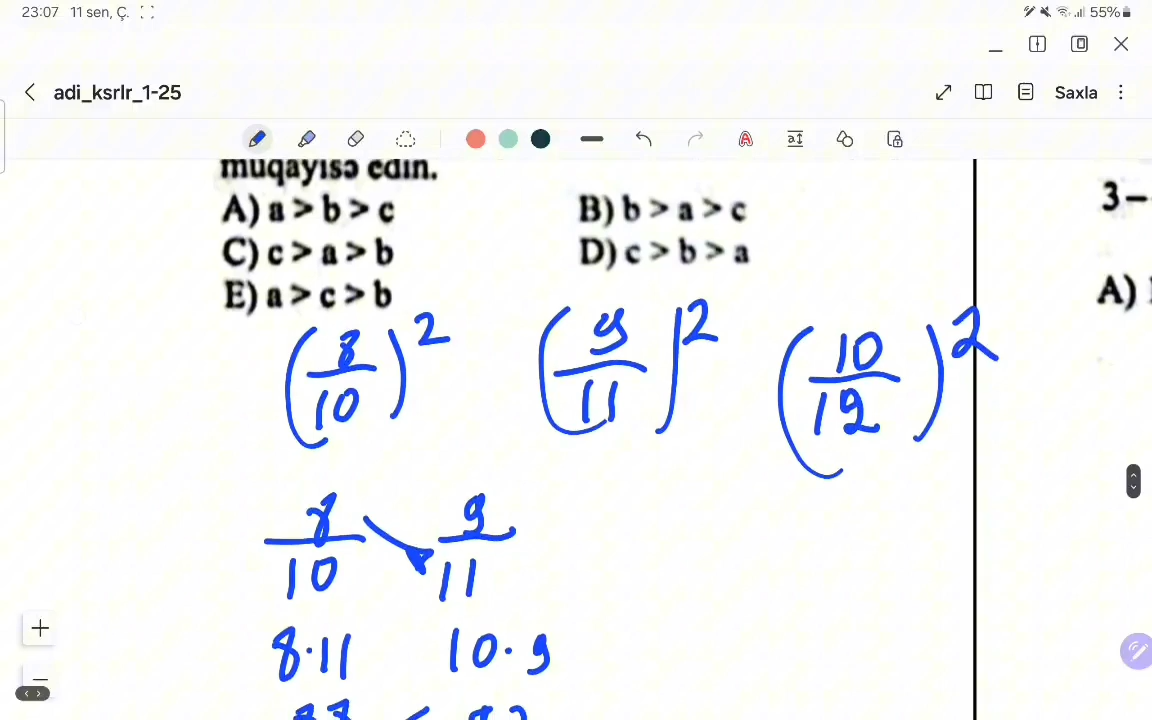 23:07 11 sen, Ç. 55%
adi_ksrlr_1-25 Saxla
müqayisə edin.
A) a > b > c B) b > a > c
C) c > a > b D) c > b > a
E) a > c > b
3-
A)
(8/10)^2 (9/11)^2 (10/12)^2
8/10 9/11
8·11 10·9